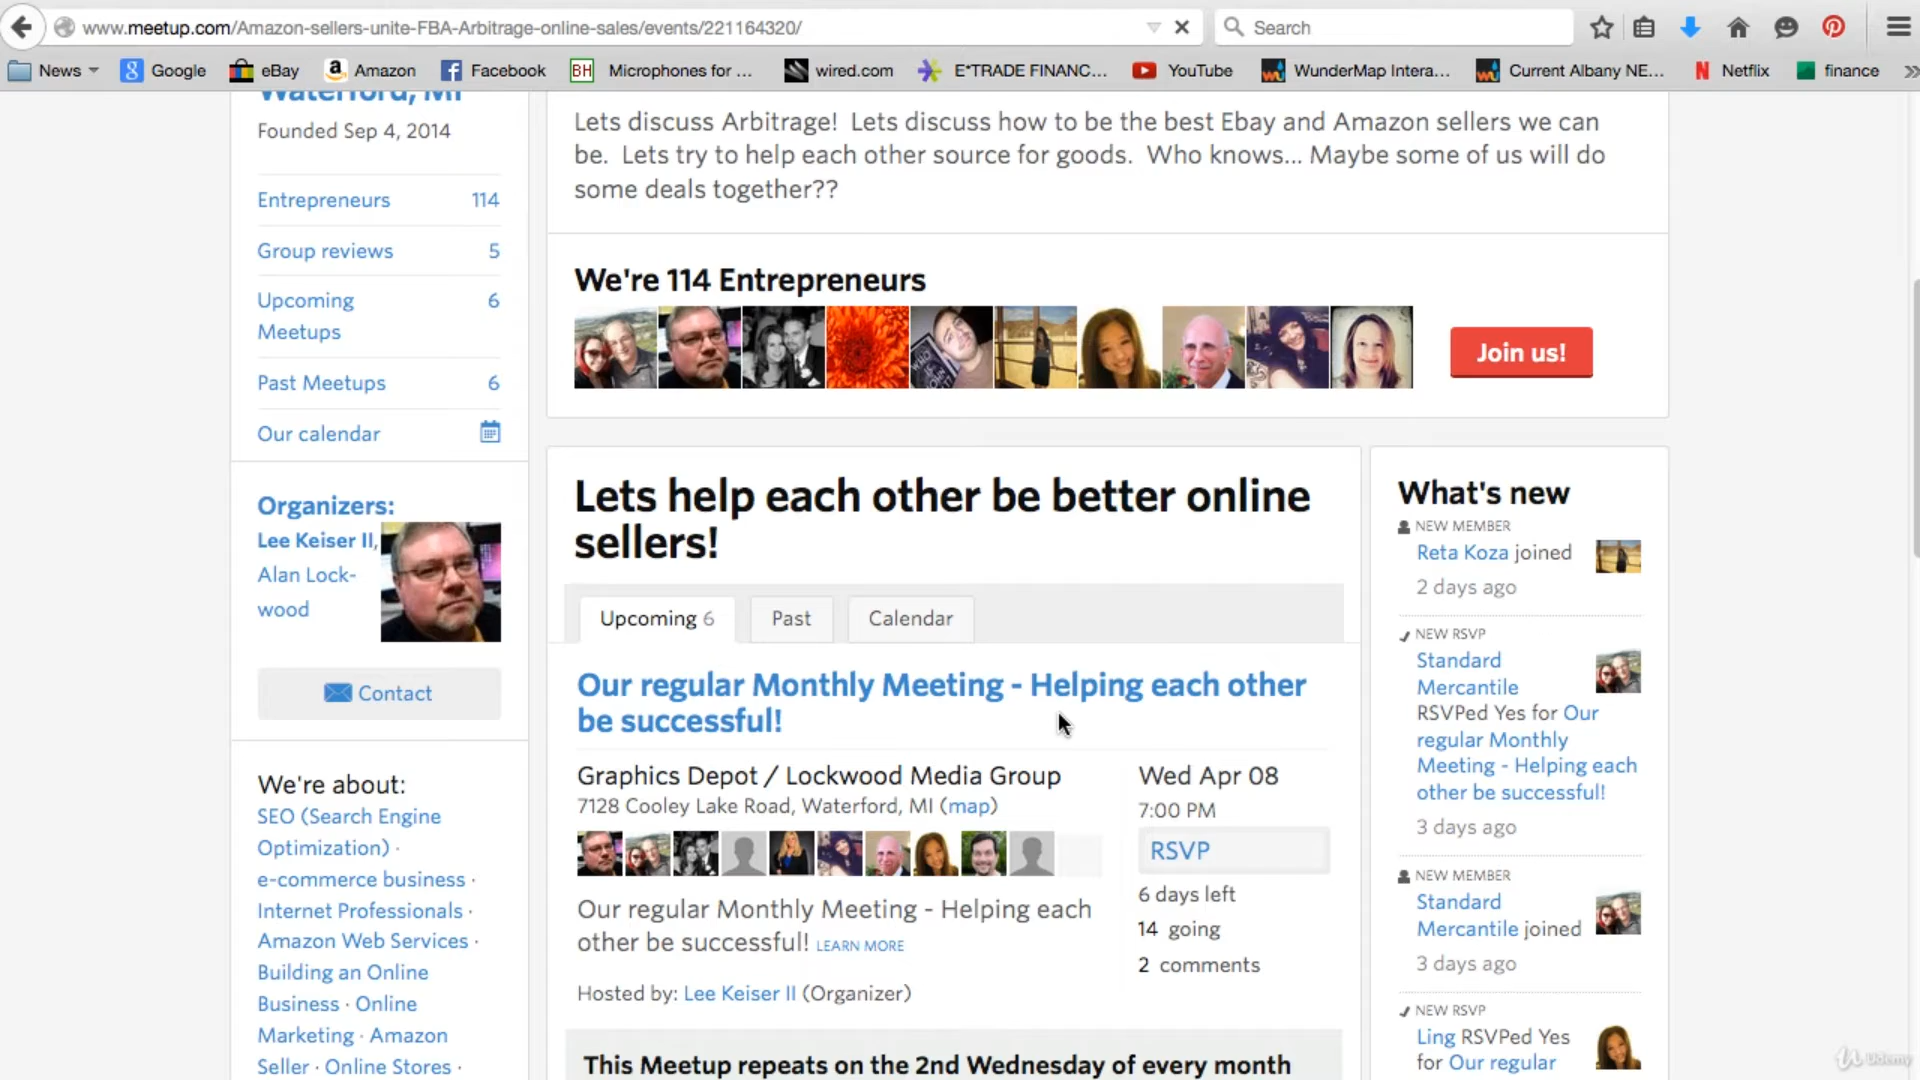 www.meetup.com/Amazon-sellers-unite-FBA-Arbitrage-online-sales/events/221164320/
Search
News
Google
eBay
Amazon
Facebook
BH Microphones for ...
wired.com
E*TRADE FINANC...
YouTube
WunderMap Intera...
Current Albany NE...
Netflix
finance
Waterford, MI
Founded Sep 4, 2014
Entrepreneurs 114
Group reviews 5
Upcoming Meetups 6
Past Meetups 6
Our calendar
Organizers:
Lee Keiser II,
Alan Lock-
wood
Contact
We're about:
SEO (Search Engine
Optimization) ·
e-commerce business ·
Internet Professionals ·
Amazon Web Services ·
Building an Online
Business · Online
Marketing · Amazon
Seller · Online Stores ·
Lets discuss Arbitrage!  Lets discuss how to be the best Ebay and Amazon sellers we can
be.  Lets try to help each other source for goods.  Who knows... Maybe some of us will do
some deals together??
We're 114 Entrepreneurs
Join us!
Lets help each other be better online
sellers!
Upcoming 6
Past
Calendar
Our regular Monthly Meeting - Helping each other
be successful!
Graphics Depot / Lockwood Media Group
7128 Cooley Lake Road, Waterford, MI (map)
Our regular Monthly Meeting - Helping each
other be successful! LEARN MORE
Hosted by: Lee Keiser II (Organizer)
Wed Apr 08
7:00 PM
RSVP
6 days left
14 going
2 comments
This Meetup repeats on the 2nd Wednesday of every month
What's new
NEW MEMBER
Reta Koza joined
2 days ago
NEW RSVP
Standard
Mercantile
RSVPed Yes for Our
regular Monthly
Meeting - Helping each
other be successful!
3 days ago
NEW MEMBER
Standard
Mercantile joined
3 days ago
NEW RSVP
Ling RSVPed Yes
for Our regular
Udemy